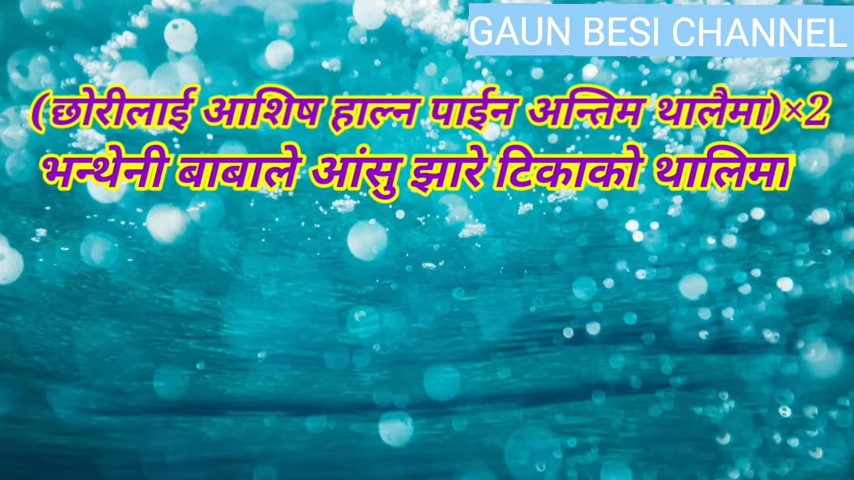 GAUN BESI CHANNEL
(छोरीलाई आशिष हाल्न पाईन अन्तिम थालैमा)×2
भन्थेनी बाबाले आंसु झारे टिकाको थालिमा